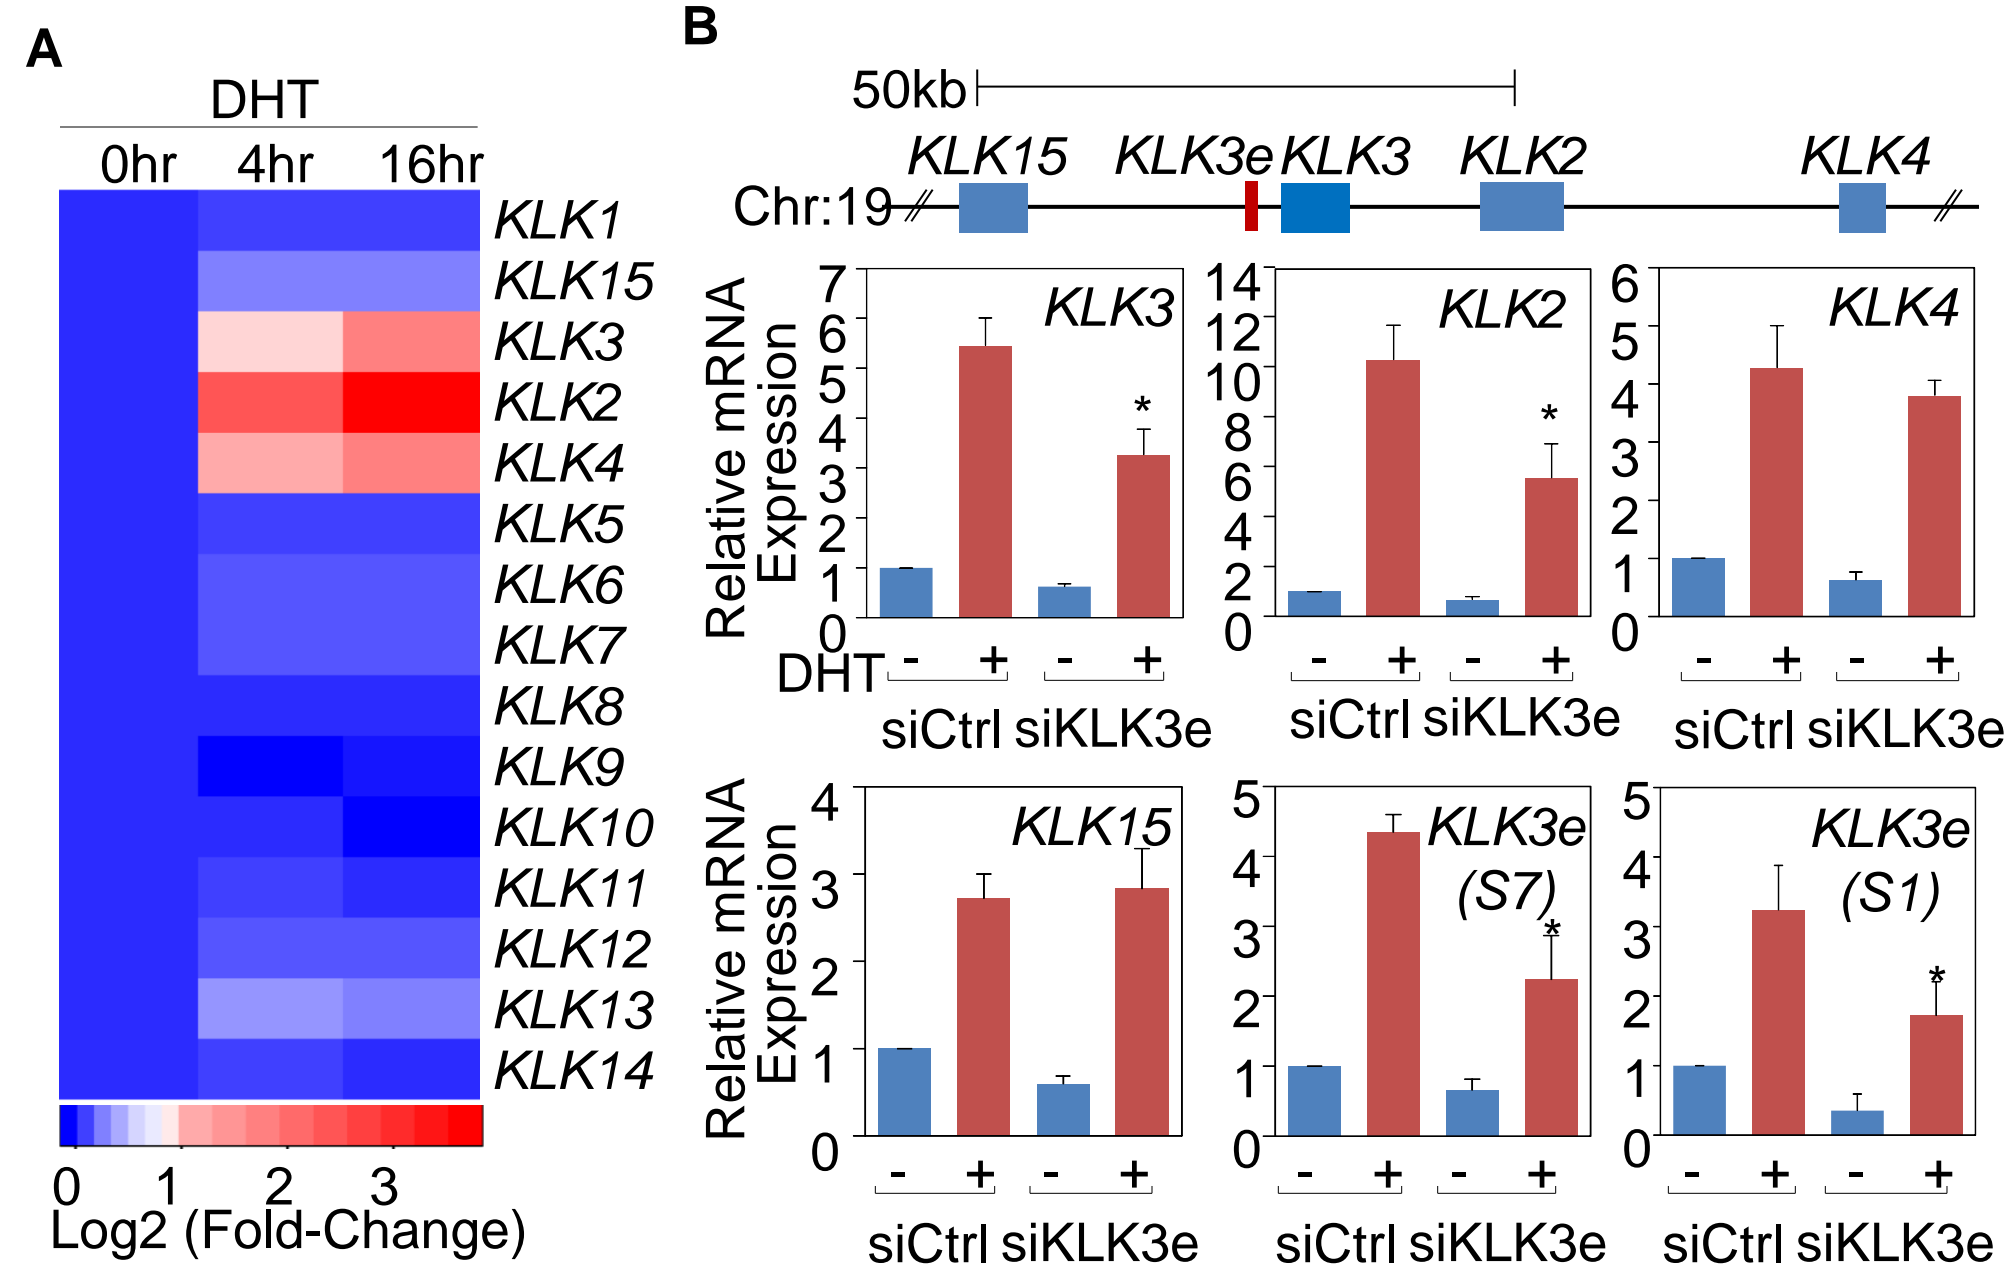 A
DHT
0hr 4hr 16hr
KLK1
KLK15
KLK3
KLK2
KLK4
KLK5
KLK6
KLK7
KLK8
KLK9
KLK10
KLK11
KLK12
KLK13
KLK14
0 1 2 3
Log2 (Fold-Change)
B
50kb
KLK15 KLK3e KLK3 KLK2 KLK4
Chr:19
Relative mRNA
Expression
7
6
5
4
3
2
1
0
KLK3
*
DHT - + - +
siCtrl siKLK3e
14
12
10
8
6
4
2
0
KLK2
*
- + - +
siCtrl siKLK3e
6
5
4
3
2
1
0
KLK4
- + - +
siCtrl siKLK3e
Relative mRNA
Expression
4
3
2
1
0
KLK15
- + - +
siCtrl siKLK3e
5
4
3
2
1
0
KLK3e
(S7)
*
- + - +
siCtrl siKLK3e
5
4
3
2
1
0
KLK3e
(S1)
*
- + - +
siCtrl siKLK3e